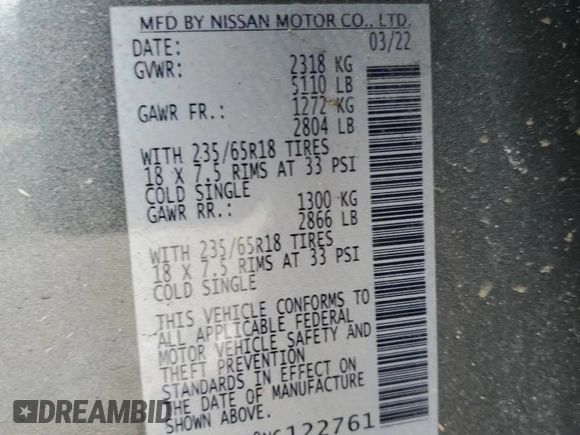 MFD BY NISSAN MOTOR CO., LTD.
DATE: 03/22
GVWR: 2318 KG
5110 LB
GAWR FR.: 1272 KG
2804 LB
WITH 235/65R18 TIRES
18 X 7.5 RIMS AT 33 PSI
COLD SINGLE
GAWR RR.: 1300 KG
2866 LB
WITH 235/65R18 TIRES
18 X 7.5 RIMS AT 33 PSI
COLD SINGLE
THIS VEHICLE CONFORMS TO
ALL APPLICABLE FEDERAL
MOTOR VEHICLE SAFETY AND
THEFT PREVENTION
STANDARDS IN EFFECT ON
THE DATE OF MANUFACTURE
SHOWN ABOVE.
122761
DREAMBID